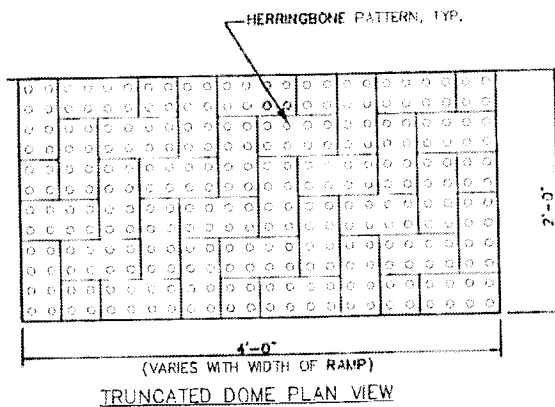 HERRINGBONE PATTERN, TYP.
2'-0"
4'-0"
(VARIES WITH WIDTH OF RAMP)
TRUNCATED DOME PLAN VIEW